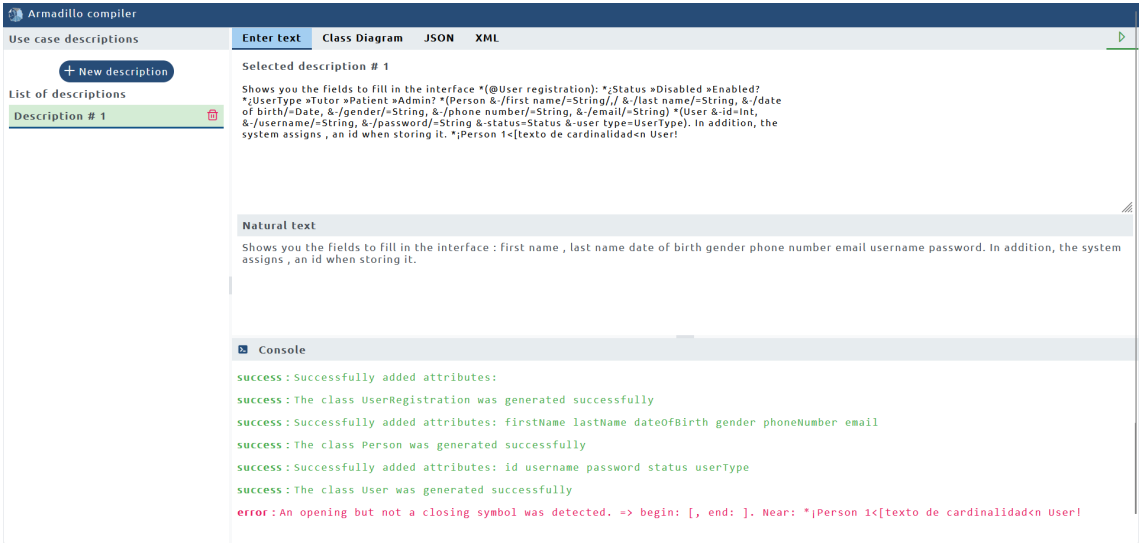 Armadillo compiler
Use case descriptions
Enter text Class Diagram JSON XML
+ New description
List of descriptions
Description # 1
Selected description # 1
Shows you the fields to fill in the interface *(@User registration): *¿Status »Disabled »Enabled?
*¿UserType »Tutor »Patient »Admin? *(Person &-/first name/=String/,/ &-/last name/=String, &-/date
of birth/=Date, &-/gender/=String, &-/phone number/=String, &-/email/=String) *(User &-id=Int,
&-/username/=String, &-/password/=String &-status=Status &-user type=UserType). In addition, the
system assigns , an id when storing it. *¡Person 1<[texto de cardinalidad<n User!
Natural text
Shows you the fields to fill in the interface : first name , last name date of birth gender phone number email username password. In addition, the system
assigns , an id when storing it.
Console
success : Successfully added attributes:
success : The class UserRegistration was generated successfully
success : Successfully added attributes: firstName lastName dateOfBirth gender phoneNumber email
success : The class Person was generated successfully
success : Successfully added attributes: id username password status userType
success : The class User was generated successfully
error : An opening but not a closing symbol was detected. => begin: [, end: ]. Near: *¡Person 1<[texto de cardinalidad<n User!